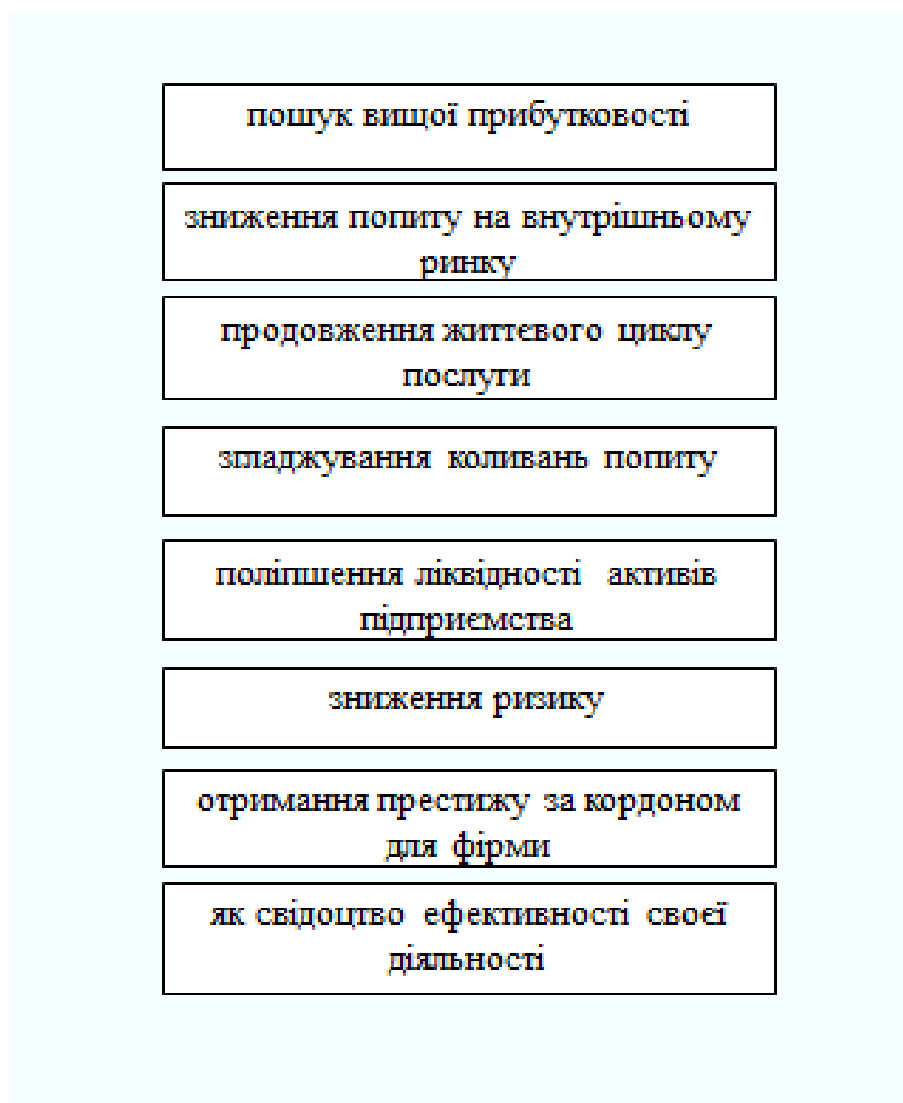 пошук вищої прибутковості
зниження попиту на внутрішньому
ринку
продовження життєвого циклу
послуги
згладжування коливань попиту
поліпшення ліквідності активів
підприємства
зниження ризику
отримання престижу за кордоном
для фірми
як свідоцтво ефективності своєї
діяльності